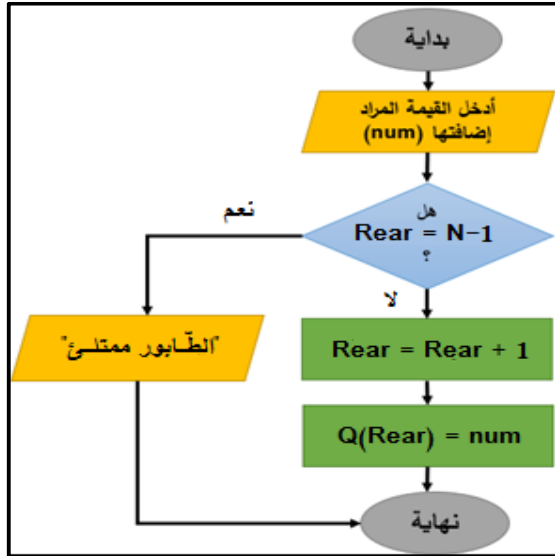 بداية
أدخل القيمة المراد
إضافتها (num)
هل
Rear = N-1
؟
نعم
لا
"الطّابور ممتلئ"
Rear = Rear + 1
Q(Rear) = num
نهاية